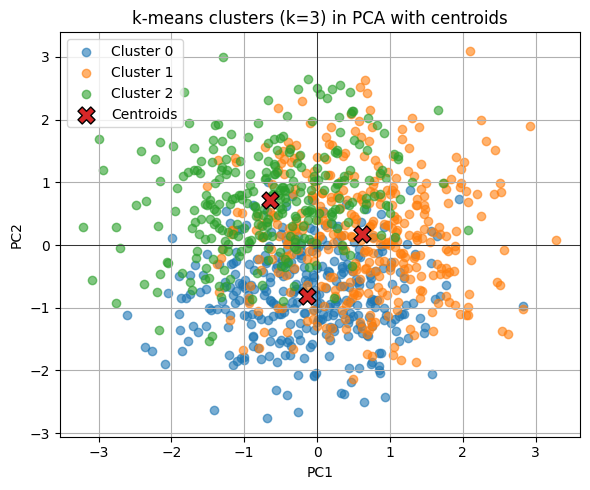 k-means clusters (k=3) in PCA with centroids
Cluster 0
Cluster 1
Cluster 2
Centroids
PC2
3
2
1
0
−1
−2
−3
−3 −2 −1 0 1 2 3
PC1